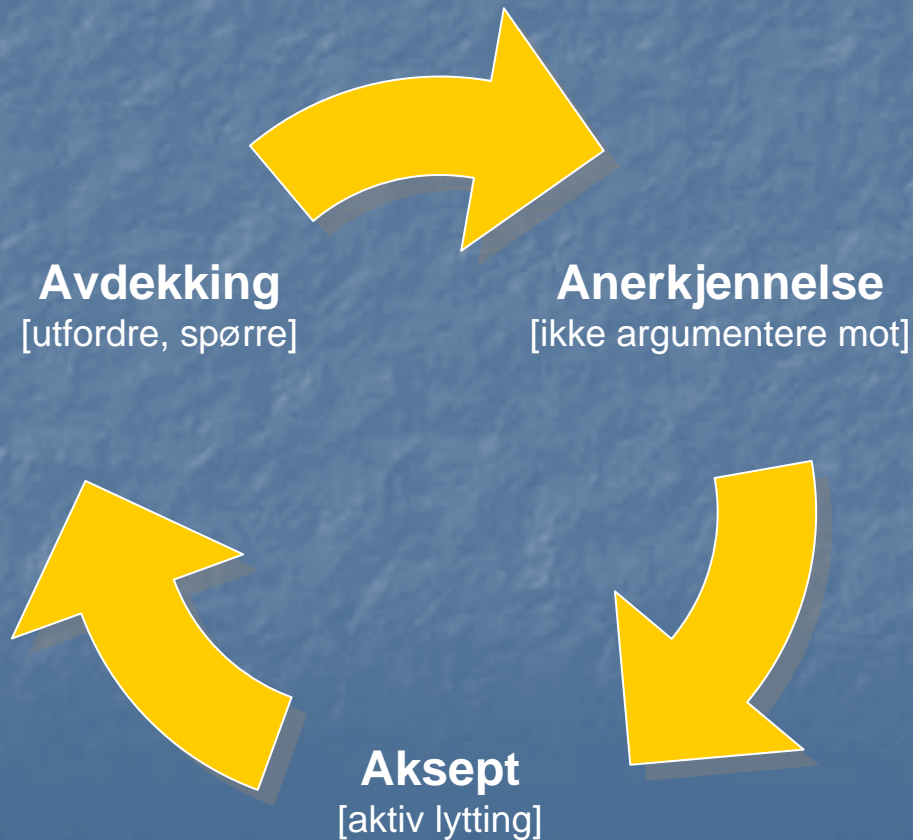 Avdekking
[utfordre, spørre]
Anerkjennelse
[ikke argumentere mot]
Aksept
[aktiv lytting]